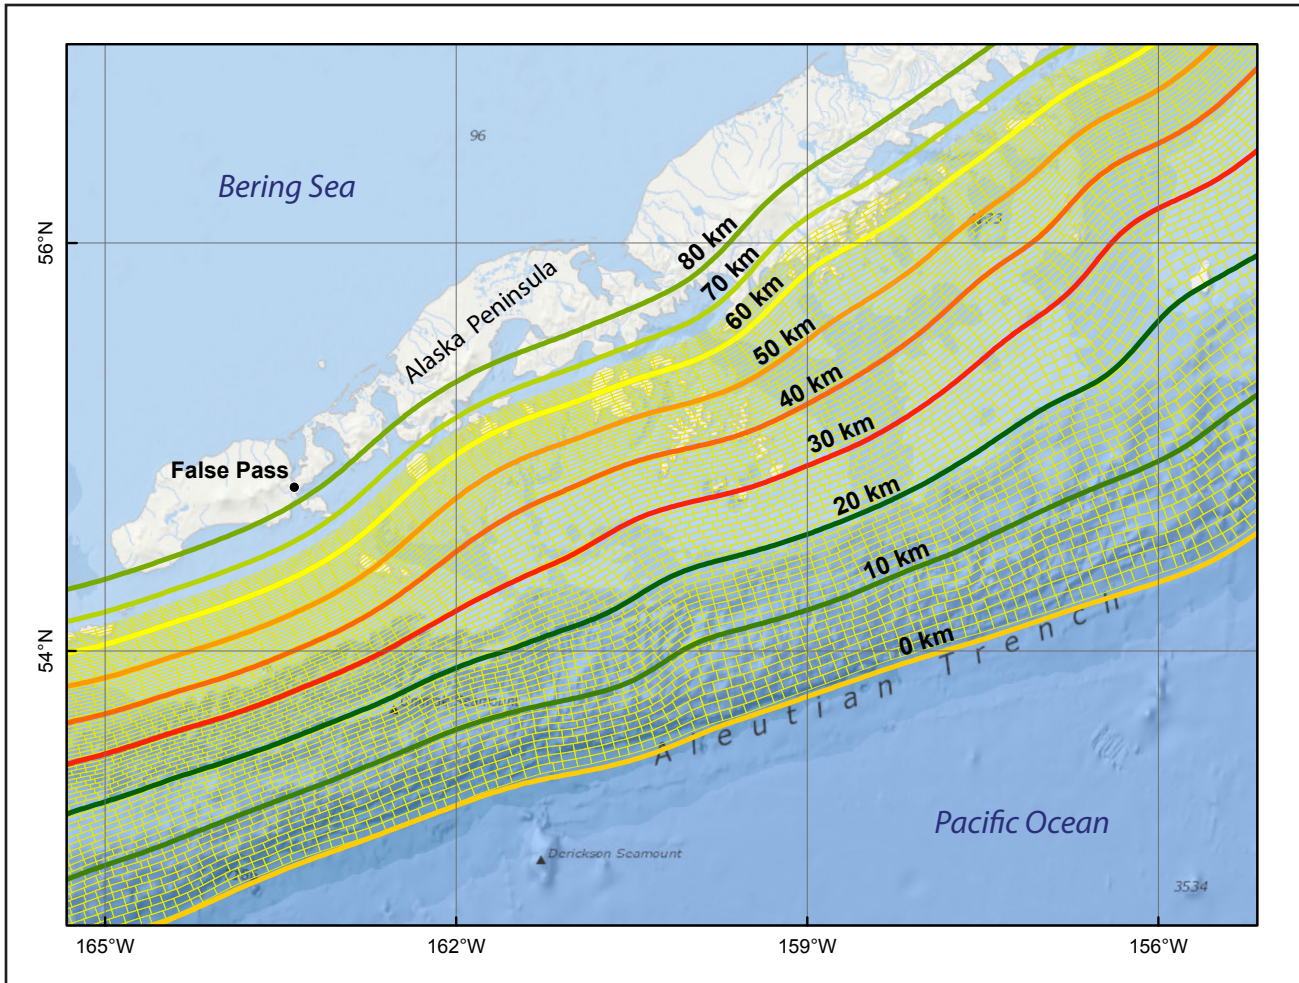 96
Bering Sea
56°N
80 km
70 km
60 km
50 km
40 km
30 km
20 km
10 km
0 km
Alaska Peninsula
False Pass
54°N
Aleutian Trench
Derickson Seamount
Pacific Ocean
3534
165°W
162°W
159°W
156°W